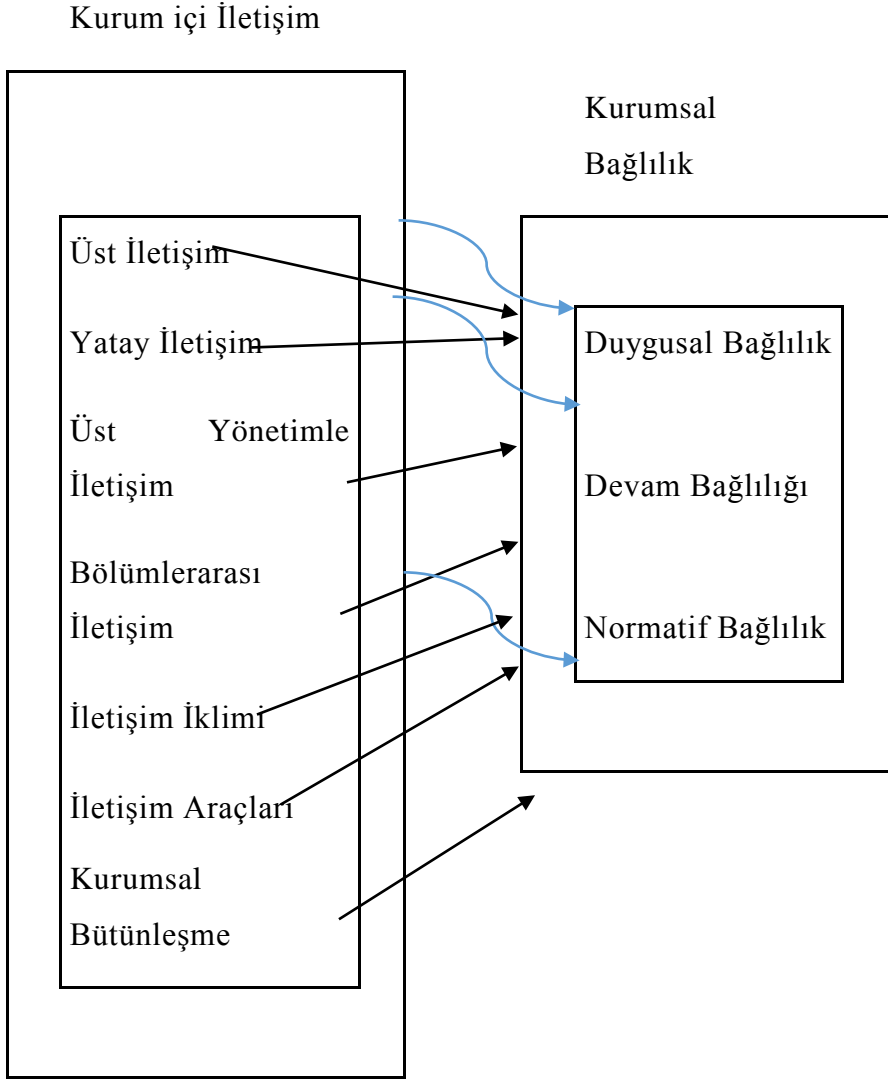 Kurum içi İletişim
Kurumsal
Bağlılık
Üst İletişim
Yatay İletişim
Üst Yönetimle
İletişim
Bölümlerarası
İletişim
İletişim İklimi
İletişim Araçları
Kurumsal
Bütünleşme
Duygusal Bağlılık
Devam Bağlılığı
Normatif Bağlılık